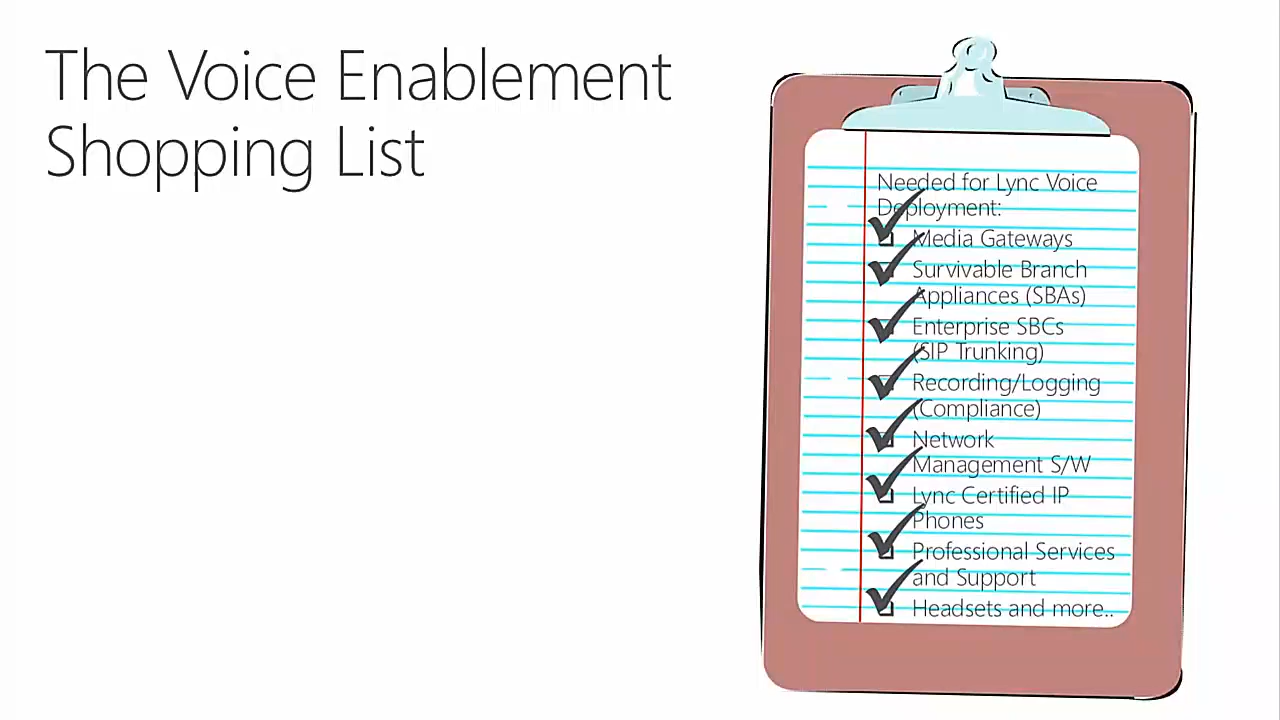 The Voice Enablement
Shopping List
Needed for Lync Voice
Deployment:
Media Gateways
Survivable Branch
Appliances (SBAs)
Enterprise SBCs
(SIP Trunking)
Recording/Logging
(Compliance)
Network
Management S/W
Lync Certified IP
Phones
Professional Services
and Support
Headsets and more..